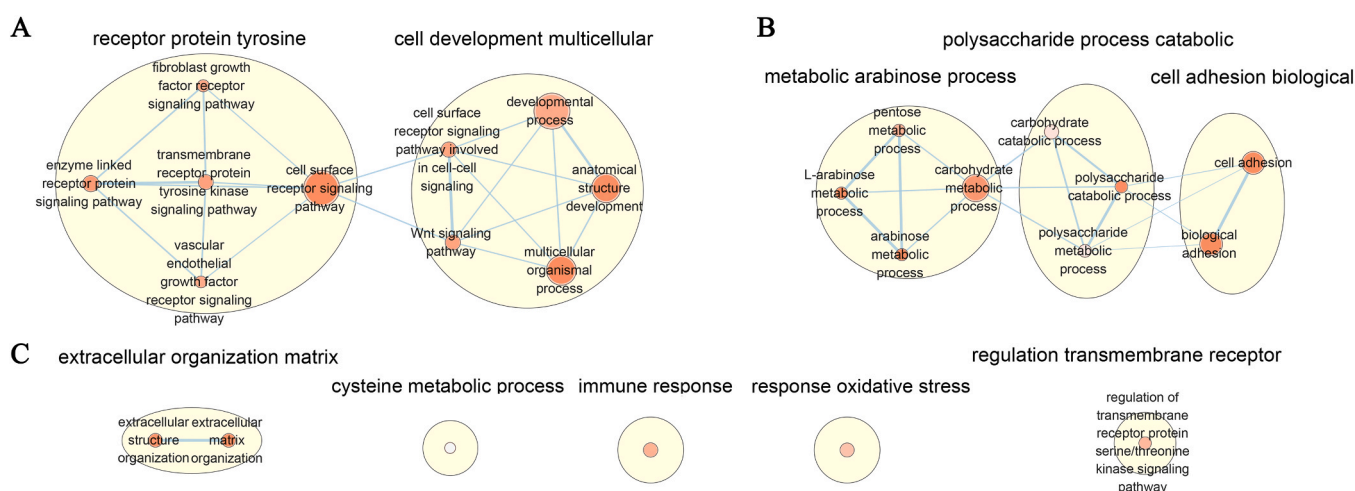 A
receptor protein tyrosine
fibroblast growth
factor receptor
signaling pathway
enzyme linked
receptor protein
signaling pathway
transmembrane
receptor protein
tyrosine kinase
signaling pathway
cell surface
receptor signaling
pathway
vascular
endothelial
growth factor
receptor signaling
pathway
cell development multicellular
cell surface
receptor signaling
pathway involved
in cell-cell
signaling
developmental
process
anatomical
structure
development
Wnt signaling
pathway
multicellular
organismal
process
B
polysaccharide process catabolic
metabolic arabinose process
cell adhesion biological
pentose
metabolic
process
L-arabinose
metabolic
process
carbohydrate
metabolic
process
arabinose
metabolic
process
carbohydrate
catabolic process
polysaccharide
catabolic process
polysaccharide
metabolic
process
cell adhesion
biological
adhesion
C
extracellular organization matrix
extracellular
structure
organization
extracellular
matrix
organization
cysteine metabolic process
immune response
response oxidative stress
regulation transmembrane receptor
regulation of
transmembrane
receptor protein
serine/threonine
kinase signaling
pathway